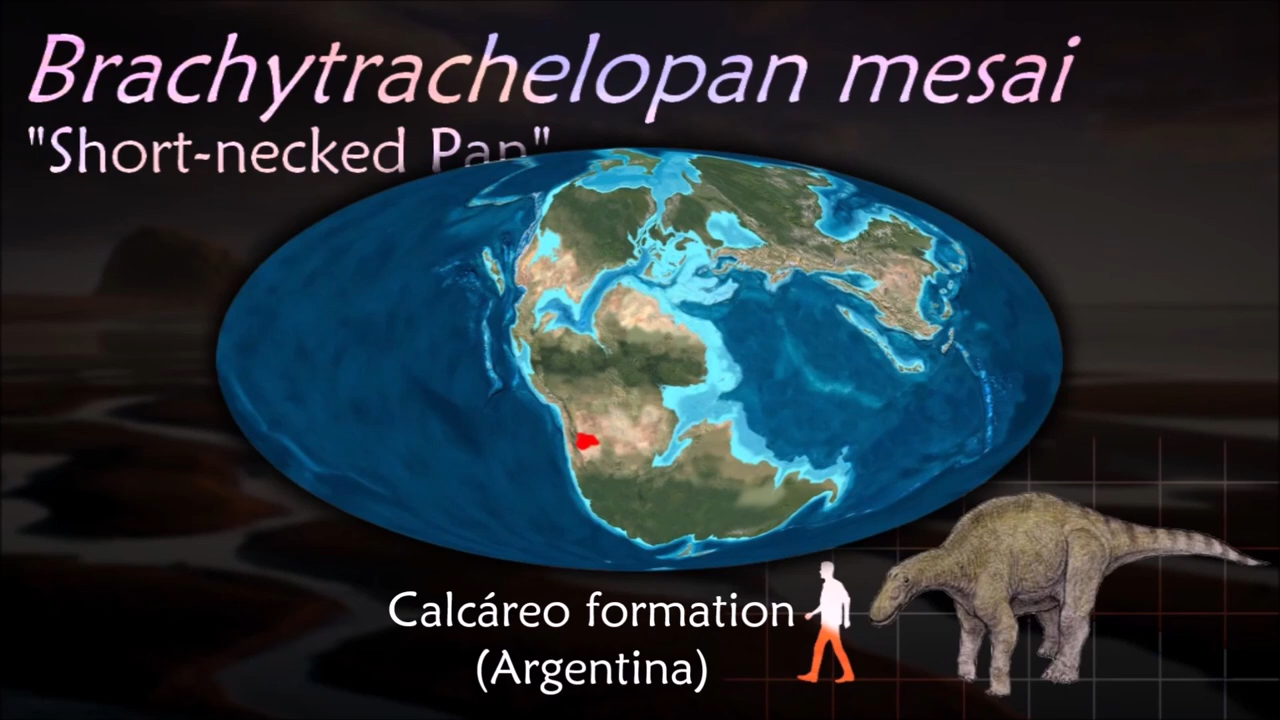 Brachytrachelopan mesai
"Short-necked Pan"
Calcáreo formation
(Argentina)